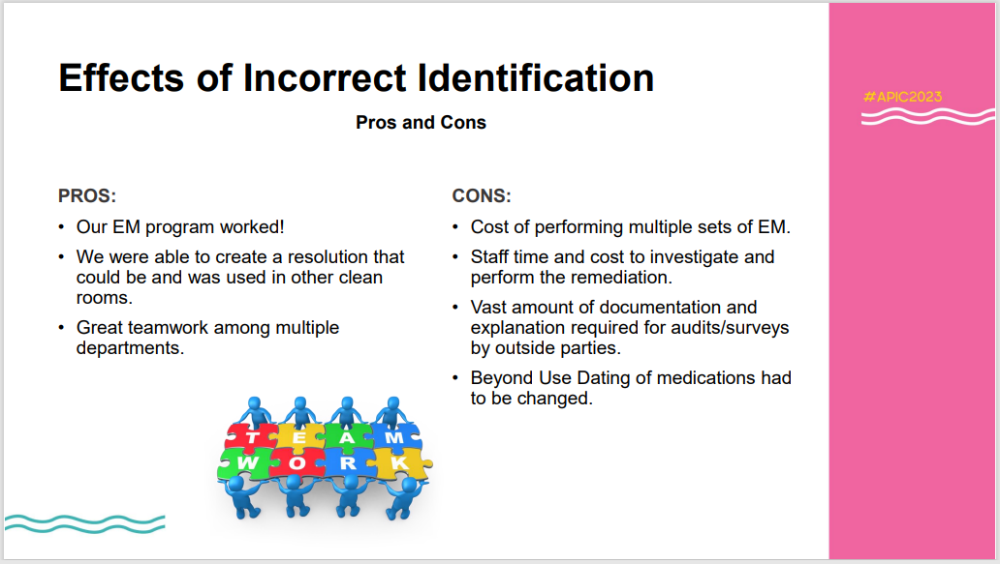 Effects of Incorrect Identification
#APIC2023
Pros and Cons
PROS:
• Our EM program worked!
• We were able to create a resolution that
could be and was used in other clean
rooms.
• Great teamwork among multiple
departments.
CONS:
• Cost of performing multiple sets of EM.
• Staff time and cost to investigate and
perform the remediation.
• Vast amount of documentation and
explanation required for audits/surveys
by outside parties.
• Beyond Use Dating of medications had
to be changed.
TEAM
WORK